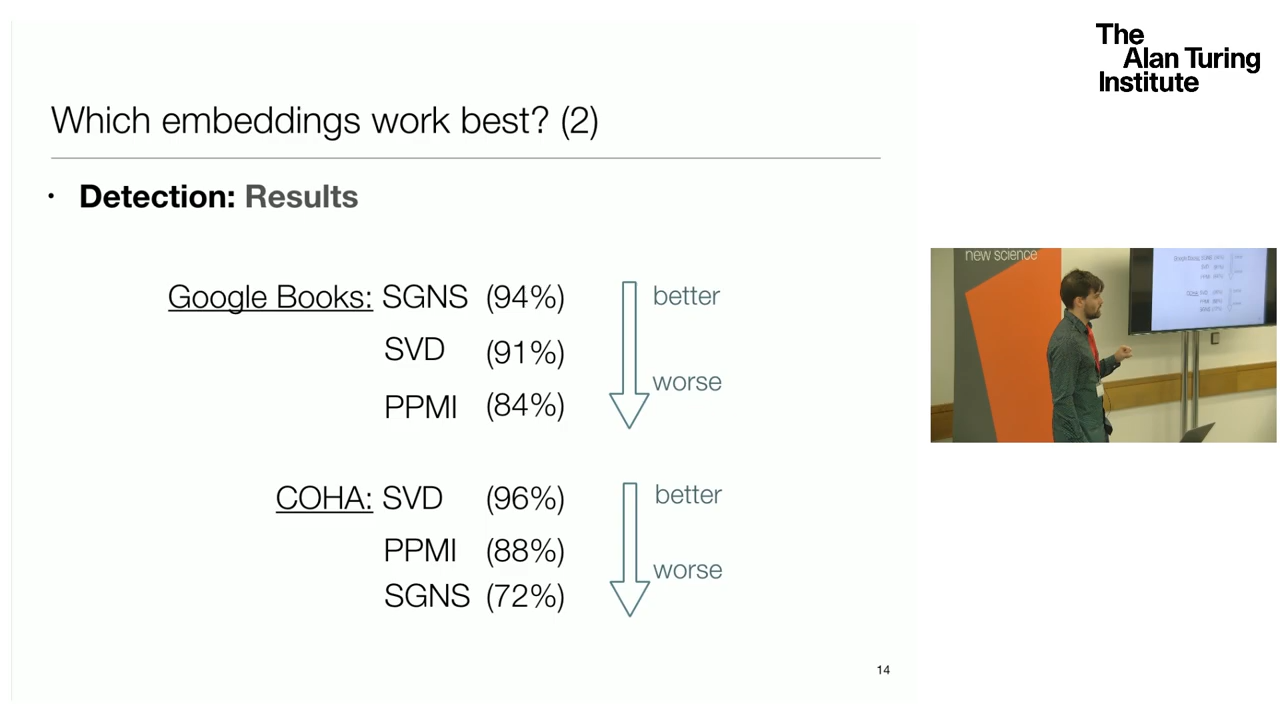 The
Alan Turing
Institute
Which embeddings work best? (2)
• Detection: Results
Google Books: SGNS (94%)
SVD (91%)
PPMI (84%)
better
worse
COHA: SVD (96%)
PPMI (88%)
SGNS (72%)
better
worse
14
new science